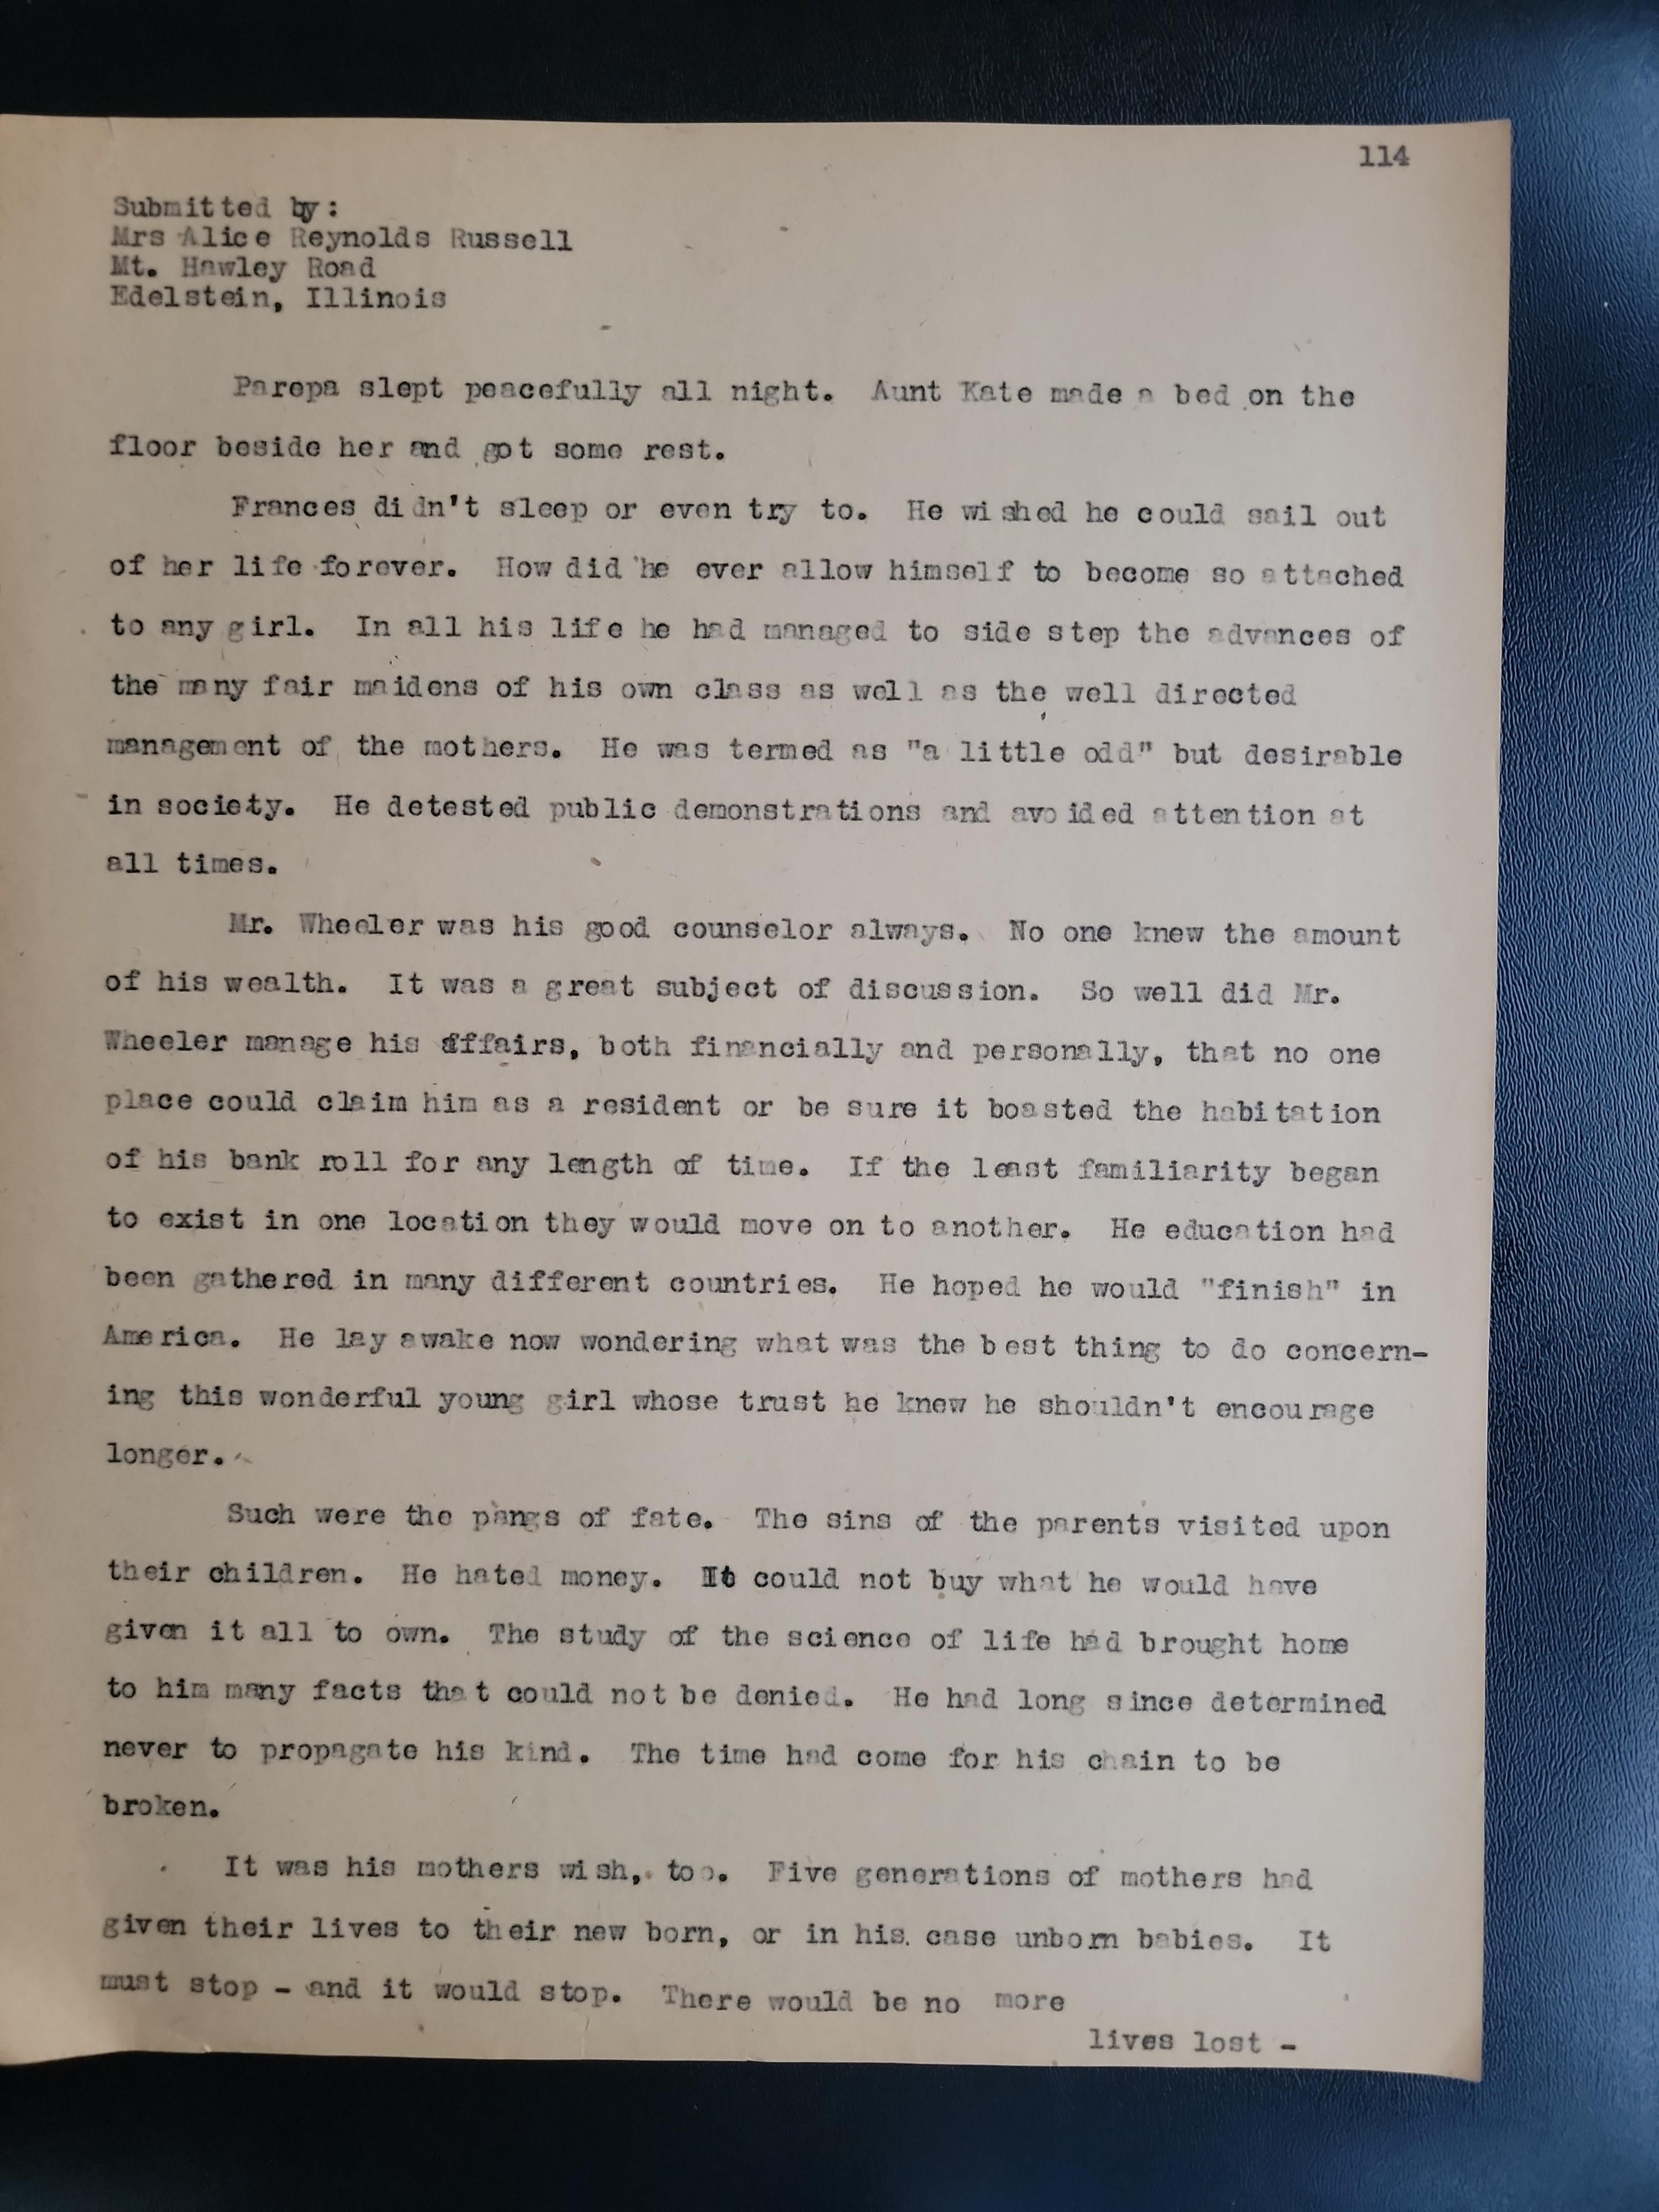 114
Submitted by:
Mrs Alice Reynolds Russell
Mt. Hawley Road
Edelstein, Illinois
Parepa slept peacefully all night. Aunt Kate made a bed on the
floor beside her and got some rest.
Frances didn't sleep or even try to. He wished he could sail out
of her life forever. How did he ever allow himself to become so attached
to any girl. In all his life he had managed to side step the advances of
the many fair maidens of his own class as well as the well directed
management of the mothers. He was termed as "a little odd" but desirable
in society. He detested public demonstrations and avoided attention at
all times.
Mr. Wheeler was his good counselor always. No one knew the amount
of his wealth. It was a great subject of discussion. So well did Mr.
Wheeler manage his affairs, both financially and personally, that no one
place could claim him as a resident or be sure it boasted the habitation
of his bank roll for any length of time. If the least familiarity began
to exist in one location they would move on to another. He education had
been gathered in many different countries. He hoped he would "finish" in
America. He lay awake now wondering what was the best thing to do concern-
ing this wonderful young girl whose trust he knew he shouldn't encourage
longer.
Such were the pangs of fate. The sins of the parents visited upon
their children. He hated money. It could not buy what he would have
given it all to own. The study of the science of life had brought home
to him many facts that could not be denied. He had long since determined
never to propagate his kind. The time had come for his chain to be
broken.
It was his mothers wish, too. Five generations of mothers had
given their lives to their new born, or in his case unborn babies. It
must stop - and it would stop. There would be no more
lives lost -